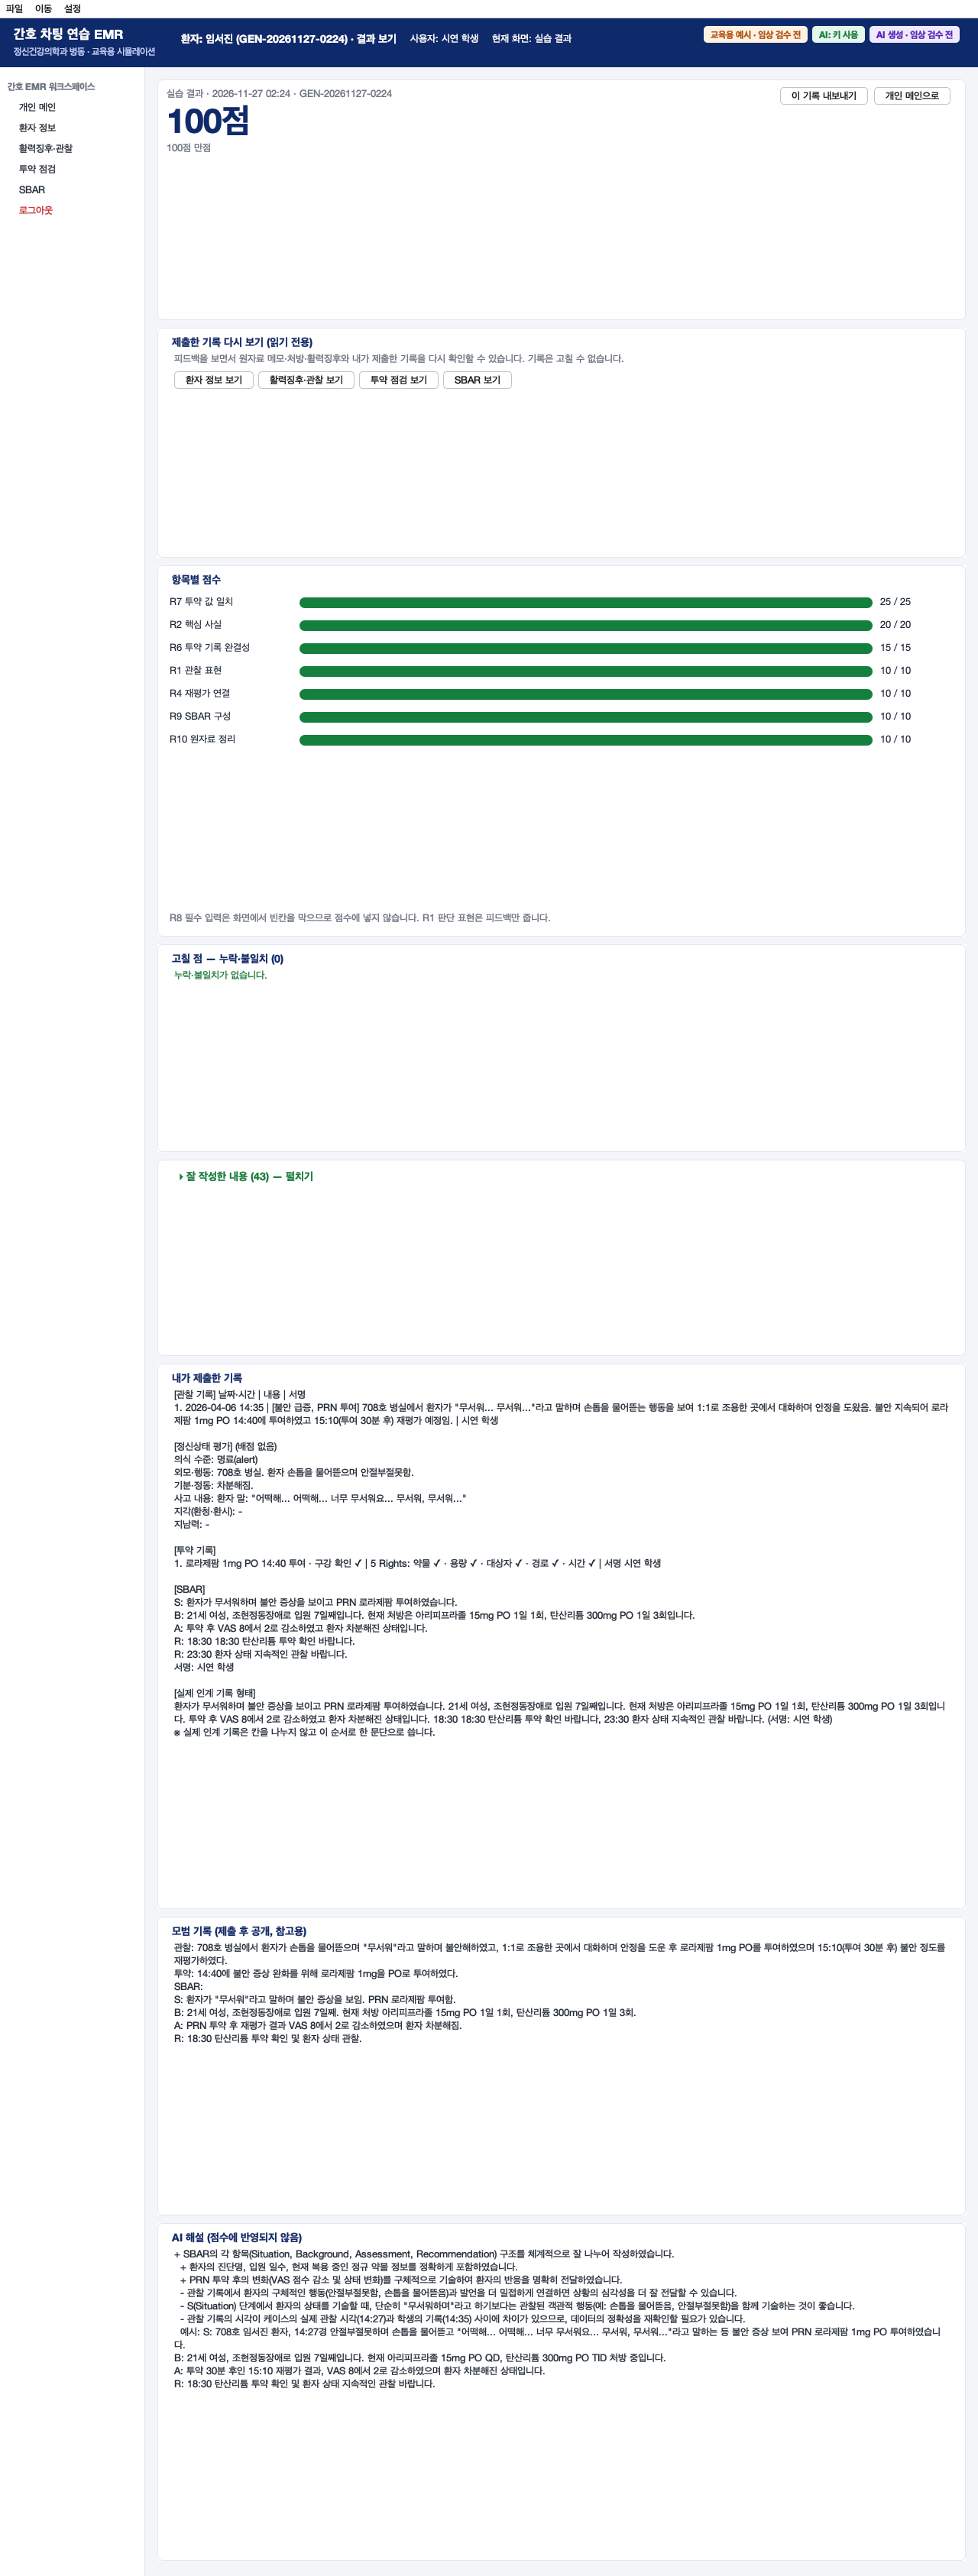 파일 이동 설정
간호 차팅 연습 EMR
정신건강의학과 병동 · 교육용 시뮬레이션
환자: 임서진 (GEN-20261127-0224) · 결과 보기 사용자: 시연 학생 현재 화면: 실습 결과
교육용 예시 · 임상 검수 전 AI: 키 사용 AI 생성 · 임상 검수 전
간호 EMR 워크스페이스
개인 메인
환자 정보
활력징후·관찰
투약 점검
SBAR
로그아웃
실습 결과 · 2026-11-27 02:24 · GEN-20261127-0224
이 기록 내보내기 개인 메인으로
100점
100점 만점
제출한 기록 다시 보기 (읽기 전용)
피드백을 보면서 원자료 메모·처방·활력징후와 내가 제출한 기록을 다시 확인할 수 있습니다. 기록은 고칠 수 없습니다.
환자 정보 보기 활력징후·관찰 보기 투약 점검 보기 SBAR 보기
항목별 점수
R7 투약 값 일치 25 / 25
R2 핵심 사실 20 / 20
R6 투약 기록 완결성 15 / 15
R1 관찰 표현 10 / 10
R4 재평가 연결 10 / 10
R9 SBAR 구성 10 / 10
R10 원자료 정리 10 / 10
R8 필수 입력은 화면에서 빈칸을 막으므로 점수에 넣지 않습니다. R1 판단 표현은 피드백만 줍니다.
고칠 점 — 누락·불일치 (0)
누락·불일치가 없습니다.
잘 작성한 내용 (43) — 펼치기
내가 제출한 기록
[관찰 기록] 날짜·시간 | 내용 | 서명
1. 2026-04-06 14:35 | [불안 급증, PRN 투여] 708호 병실에서 환자가 "무서워... 무서워..."라고 말하며 손톱을 물어뜯는 행동을 보여 1:1로 조용한 곳에서 대화하며 안정을 도왔음. 불안 지속되어 로라
제팜 1mg PO 14:40에 투여하였고 15:10(투여 30분 후) 재평가 예정임. | 시연 학생
[정신상태 평가] (배점 없음)
의식 수준: 명료(alert)
외모·행동: 708호 병실. 환자 손톱을 물어뜯으며 안절부절못함.
기분·정동: 차분해짐.
사고 내용: 환자 말: "어떡해... 어떡해... 너무 무서워요... 무서워, 무서워..."
지각(환청·환시): -
지남력: -
[투약 기록]
1. 로라제팜 1mg PO 14:40 투여 · 구강 확인 ✓ | 5 Rights: 약물 ✓ · 용량 ✓ · 대상자 ✓ · 경로 ✓ · 시간 ✓ | 서명 시연 학생
[SBAR]
S: 환자가 무서워하며 불안 증상을 보이고 PRN 로라제팜 투여하였습니다.
B: 21세 여성, 조현정동장애로 입원 7일째입니다. 현재 처방은 아리피프라졸 15mg PO 1일 1회, 탄산리튬 300mg PO 1일 3회입니다.
A: 투약 후 VAS 8에서 2로 감소하였고 환자 차분해진 상태입니다.
R: 18:30 18:30 탄산리튬 투약 확인 바랍니다.
R: 23:30 환자 상태 지속적인 관찰 바랍니다.
서명: 시연 학생
[실제 인계 기록 형태]
환자가 무서워하며 불안 증상을 보이고 PRN 로라제팜 투여하였습니다. 21세 여성, 조현정동장애로 입원 7일째입니다. 현재 처방은 아리피프라졸 15mg PO 1일 1회, 탄산리튬 300mg PO 1일 3회입니
다. 투약 후 VAS 8에서 2로 감소하였고 환자 차분해진 상태입니다. 18:30 18:30 탄산리튬 투약 확인 바랍니다, 23:30 환자 상태 지속적인 관찰 바랍니다. (서명: 시연 학생)
※ 실제 인계 기록은 칸을 나누지 않고 이 순서로 한 문단으로 씁니다.
모범 기록 (제출 후 공개, 참고용)
관찰: 708호 병실에서 환자가 손톱을 물어뜯으며 "무서워"라고 말하며 불안해하였고, 1:1로 조용한 곳에서 대화하며 안정을 도운 후 로라제팜 1mg PO를 투여하였으며 15:10(투여 30분 후) 불안 정도를
재평가하였다.
투약: 14:40에 불안 증상 완화를 위해 로라제팜 1mg을 PO로 투여하였다.
SBAR:
S: 환자가 "무서워"라고 말하며 불안 증상을 보임. PRN 로라제팜 투여함.
B: 21세 여성, 조현정동장애로 입원 7일째. 현재 처방 아리피프라졸 15mg PO 1일 1회, 탄산리튬 300mg PO 1일 3회.
A: PRN 투약 후 재평가 결과 VAS 8에서 2로 감소하였으며 환자 차분해짐.
R: 18:30 탄산리튬 투약 확인 및 환자 상태 관찰.
AI 해설 (점수에 반영되지 않음)
+ SBAR의 각 항목(Situation, Background, Assessment, Recommendation) 구조를 체계적으로 잘 나누어 작성하였습니다.
+ 환자의 진단명, 입원 일수, 현재 복용 중인 정규 약물 정보를 정확하게 포함하였습니다.
+ PRN 투약 후의 변화(VAS 점수 감소 및 상태 변화)를 구체적으로 기술하여 환자의 반응을 명확히 전달하였습니다.
- 관찰 기록에서 환자의 구체적인 행동(안절부절못함, 손톱을 물어뜯음)과 발언을 더 밀접하게 연결하면 상황의 심각성을 더 잘 전달할 수 있습니다.
- S(Situation) 단계에서 환자의 상태를 기술할 때, 단순히 "무서워하며"라고 하기보다는 관찰된 객관적 행동(예: 손톱을 물어뜯음, 안절부절못함)을 함께 기술하는 것이 좋습니다.
- 관찰 기록의 시각이 케이스의 실제 관찰 시각(14:27)과 학생의 기록(14:35) 사이에 차이가 있으므로, 데이터의 정확성을 재확인할 필요가 있습니다.
예시: S: 708호 임서진 환자, 14:27경 안절부절못하며 손톱을 물어뜯고 "어떡해... 어떡해... 너무 무서워요... 무서워, 무서워..."라고 말하는 등 불안 증상 보여 PRN 로라제팜 1mg PO 투여하였습니
다.
B: 21세 여성, 조현정동장애로 입원 7일째입니다. 현재 아리피프라졸 15mg PO QD, 탄산리튬 300mg PO TID 처방 중입니다.
A: 투약 30분 후인 15:10 재평가 결과, VAS 8에서 2로 감소하였으며 환자 차분해진 상태입니다.
R: 18:30 탄산리튬 투약 확인 및 환자 상태 지속적인 관찰 바랍니다.